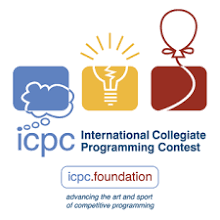 icpc International Collegiate
Programming Contest
icpc.foundation
advancing the art and sport
of competitive programming